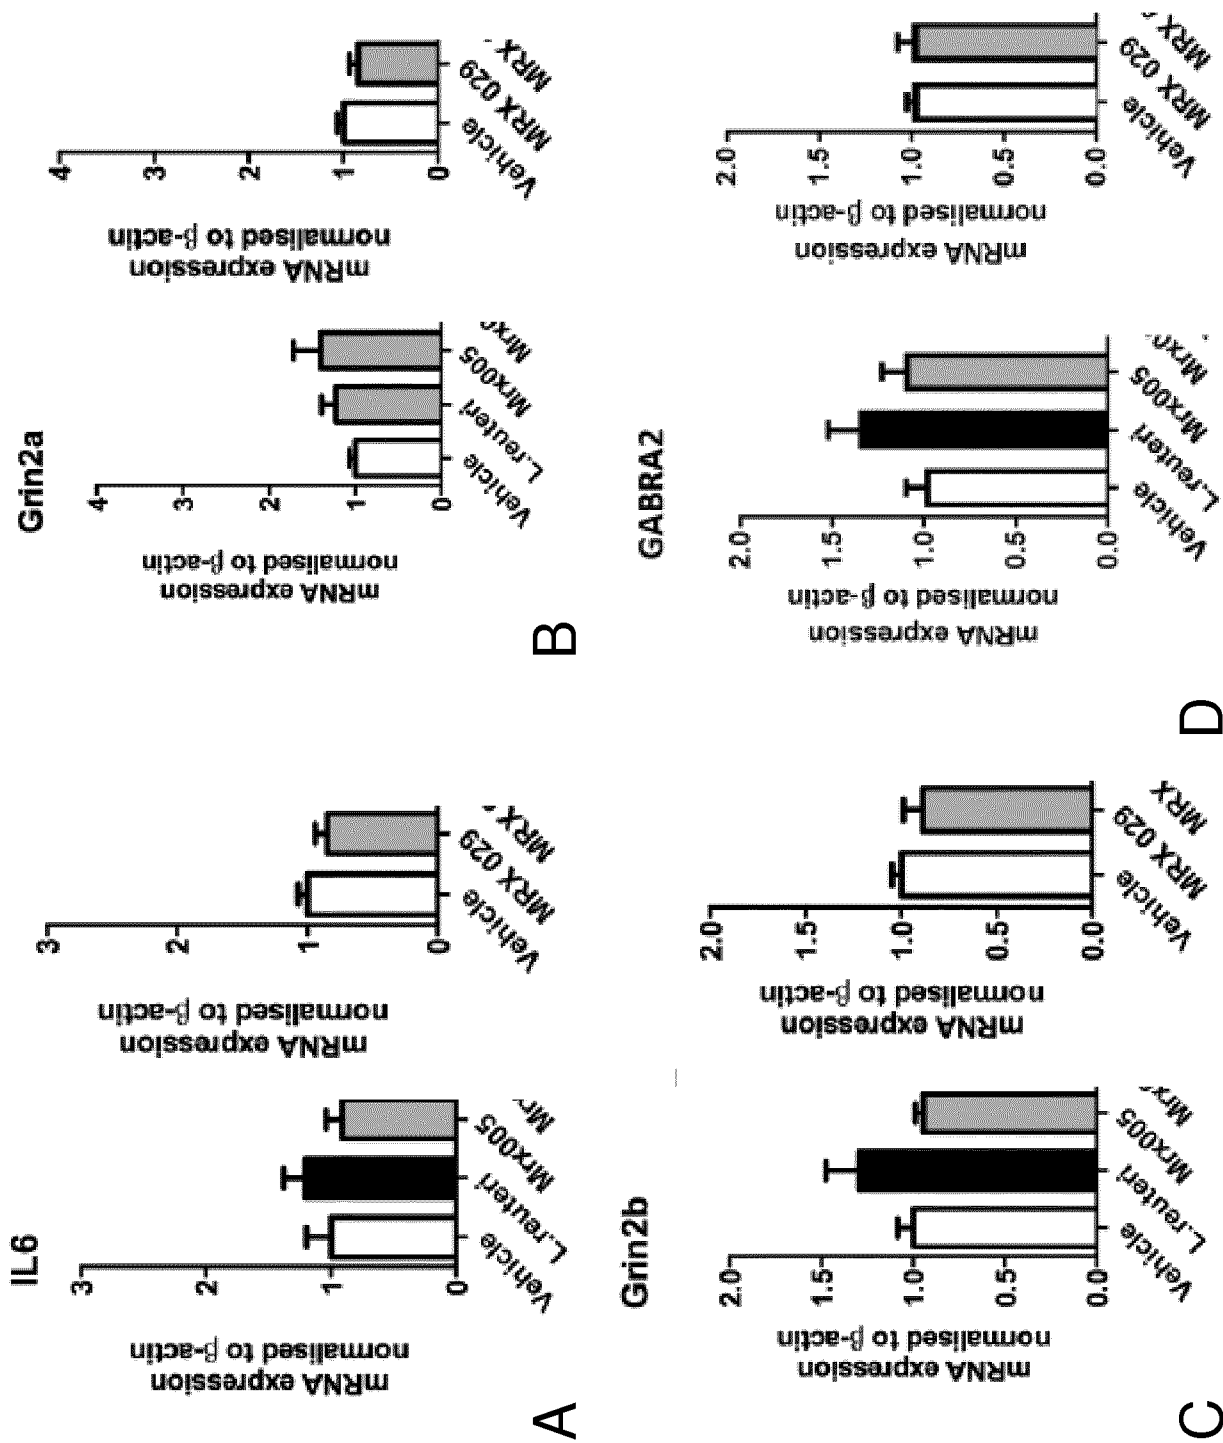 IL6
mRNA expression
normalised to β-actin
3
2
1
0
Vehicle
L.reuteri
Mrx005
mRNA expression
normalised to β-actin
3
2
1
0
Vehicle
MRX 029
MRX
A
Grin2a
mRNA expression
normalised to β-actin
4
3
2
1
0
Vehicle
L.reuteri
Mrx005
mRNA expression
normalised to β-actin
4
3
2
1
0
Vehicle
MRX 029
MRX
B
Grin2b
mRNA expression
normalised to β-actin
2.0
1.5
1.0
0.5
0.0
Vehicle
L.reuteri
Mrx005
mRNA expression
normalised to β-actin
2.0
1.5
1.0
0.5
0.0
Vehicle
MRX 029
MRX
C
GABRA2
mRNA expression
normalised to β-actin
2.0
1.5
1.0
0.5
0.0
Vehicle
L.reuteri
Mrx005
mRNA expression
normalised to β-actin
2.0
1.5
1.0
0.5
0.0
Vehicle
MRX 029
MRX
D